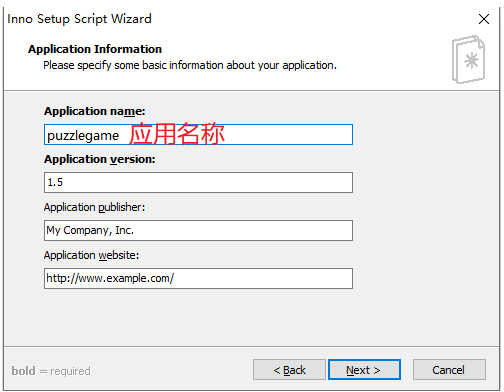 Inno Setup Script Wizard
Application Information
Please specify some basic information about your application.
Application name:
puzzlegame 应用名称
Application version:
1.5
Application publisher:
My Company, Inc.
Application website:
http://www.example.com/
bold = required
< Back Next > Cancel